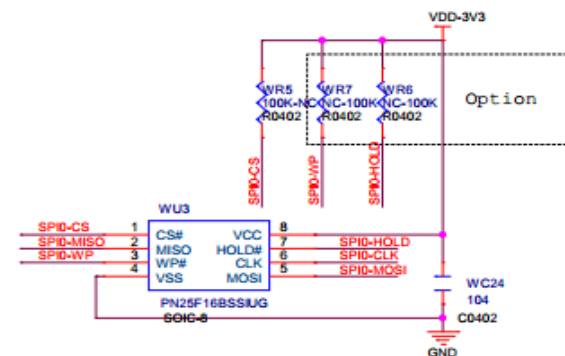 VDD-3V3
WR5
100K-NC
R0402
WR7
NC-100K
R0402
WR6
NC-100K
R0402
Option
SPI0-CS
SPI0-WP
SPI0-HOLD
WU3
SPI0-CS 1 CS# VCC 8
SPI0-MISO 2 MISO HOLD# 7 SPI0-HOLD
SPI0-WP 3 WP# CLK 6 SPI0-CLK
4 VSS MOSI 5 SPI0-MOSI
PN25F16BSSIUG
SOIC-8
WC24
104
C0402
GND